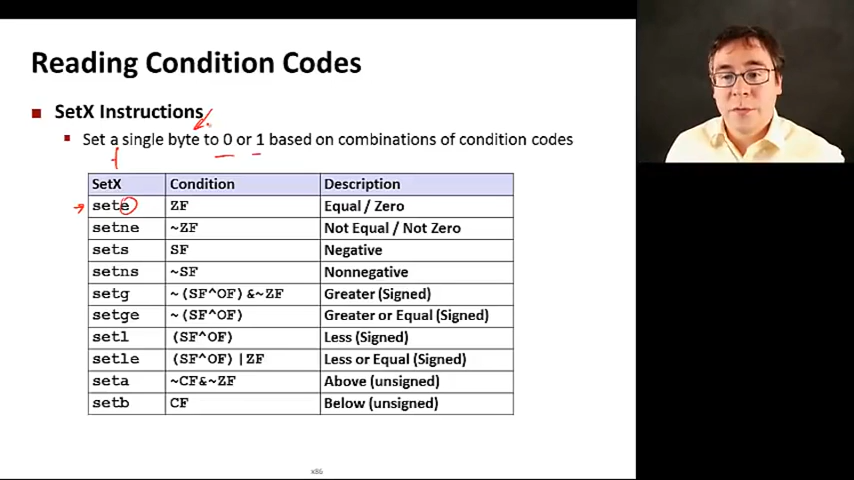 Reading Condition Codes
SetX Instructions
Set a single byte to 0 or 1 based on combinations of condition codes
SetX Condition Description
sete ZF Equal / Zero
setne ~ZF Not Equal / Not Zero
sets SF Negative
setns ~SF Nonnegative
setg ~(SF^OF)&~ZF Greater (Signed)
setge ~(SF^OF) Greater or Equal (Signed)
setl (SF^OF) Less (Signed)
setle (SF^OF)|ZF Less or Equal (Signed)
seta ~CF&~ZF Above (unsigned)
setb CF Below (unsigned)
x86